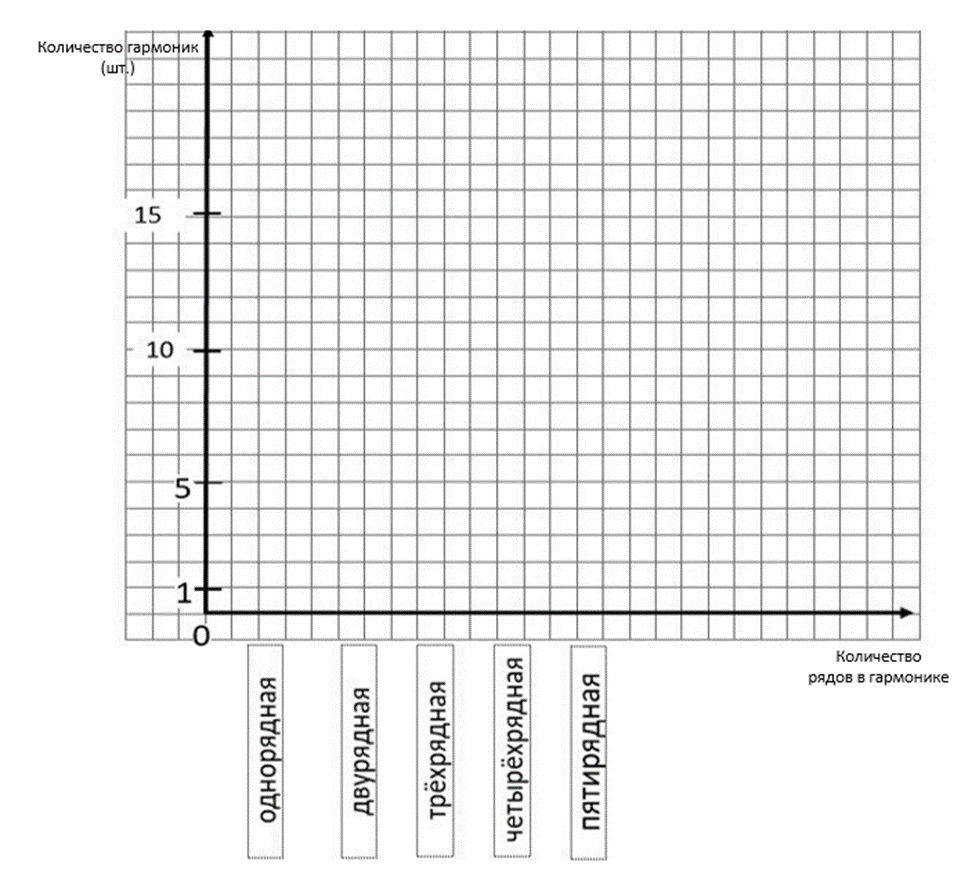 Количество гармоник
(шт.)
15
10
5
1
0
Количество
рядов в гармонике
однорядная
двурядная
трёхрядная
четырёхрядная
пятирядная